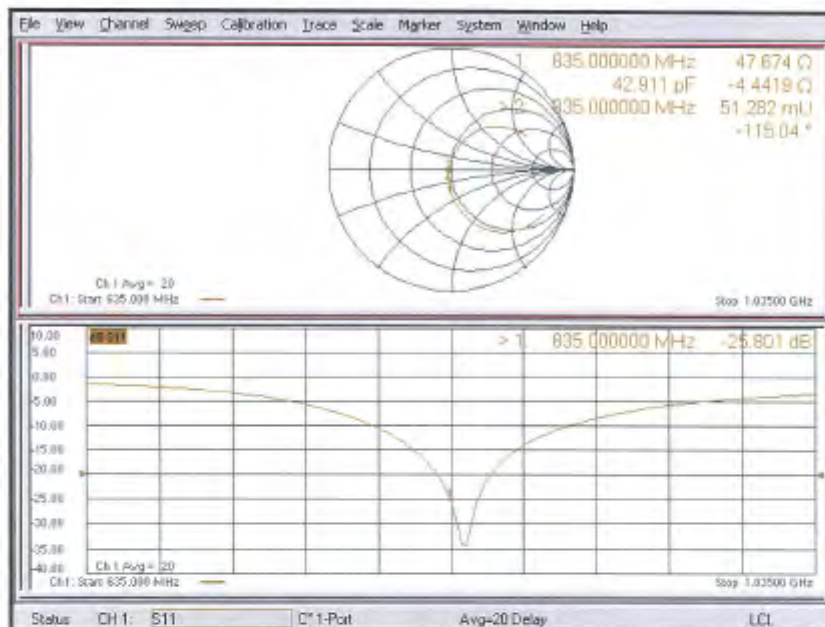 File View Channel Sweep Calibration Trace Scale Marker System Window Help
1 835.000000 MHz 47.674 Ω
42.911 pF -4.4419 Ω
> 2 835.000000 MHz 51.282 mU
-115.04 °
Ch 1 Avg = 20
Ch1: Start 635.000 MHz
Stop 1.03500 GHz
10.00
dB S11
> 1 835.000000 MHz -25.801 dB
5.00
0.00
-5.00
-10.00
-15.00
-20.00
-25.00
-30.00
-35.00
-40.00
Ch 1 Avg = 20
Ch1: Start 635.000 MHz
Stop 1.03500 GHz
Status CH 1: S11 C* 1-Port Avg=20 Delay LCL